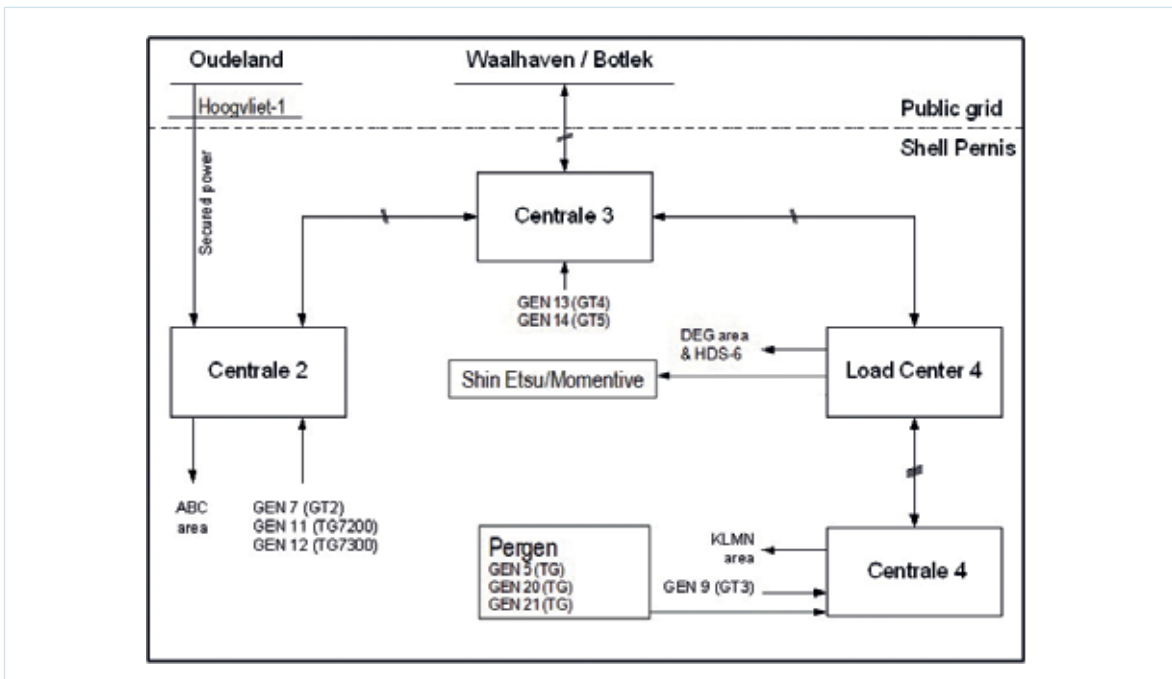 Oudeland
Waalhaven / Botlek
Hoogvliet-1
Public grid
Shell Pernis
Secured power
Centrale 3
GEN 13 (GT4)
GEN 14 (GT5)
Centrale 2
DEG area
& HDS-6
Shin Etsu/Momentive
Load Center 4
ABC
area
GEN 7 (GT2)
GEN 11 (TG7200)
GEN 12 (TG7300)
Pergen
GEN 5 (TG)
GEN 20 (TG)
GEN 21 (TG)
KLMN
area
GEN 9 (GT3)
Centrale 4